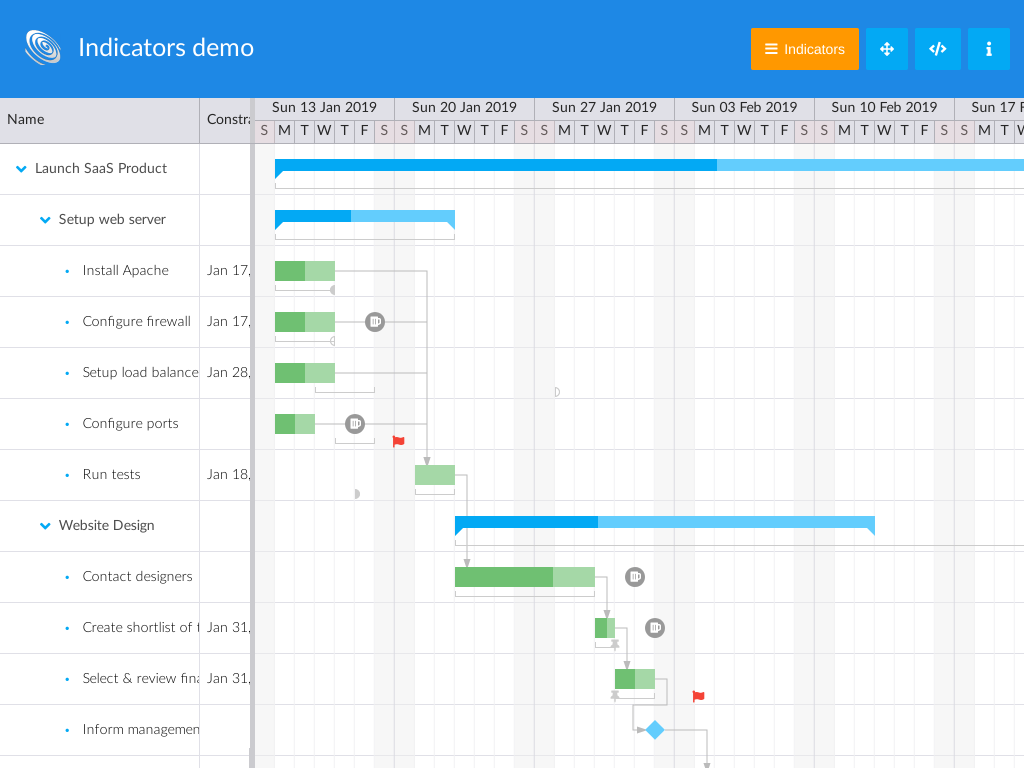 Indicators demo
Indicators
Name
Constra
Sun 13 Jan 2019 Sun 20 Jan 2019 Sun 27 Jan 2019 Sun 03 Feb 2019 Sun 10 Feb 2019 Sun 17 F
S M T W T F S S M T W T F S S M T W T F S S M T W T F S S M T W T F S S M T W
Launch SaaS Product
Setup web server
Install Apache Jan 17,
Configure firewall Jan 17,
Setup load balance Jan 28,
Configure ports
Run tests Jan 18,
Website Design
Contact designers
Create shortlist of t Jan 31,
Select & review fina Jan 31,
Inform managemen